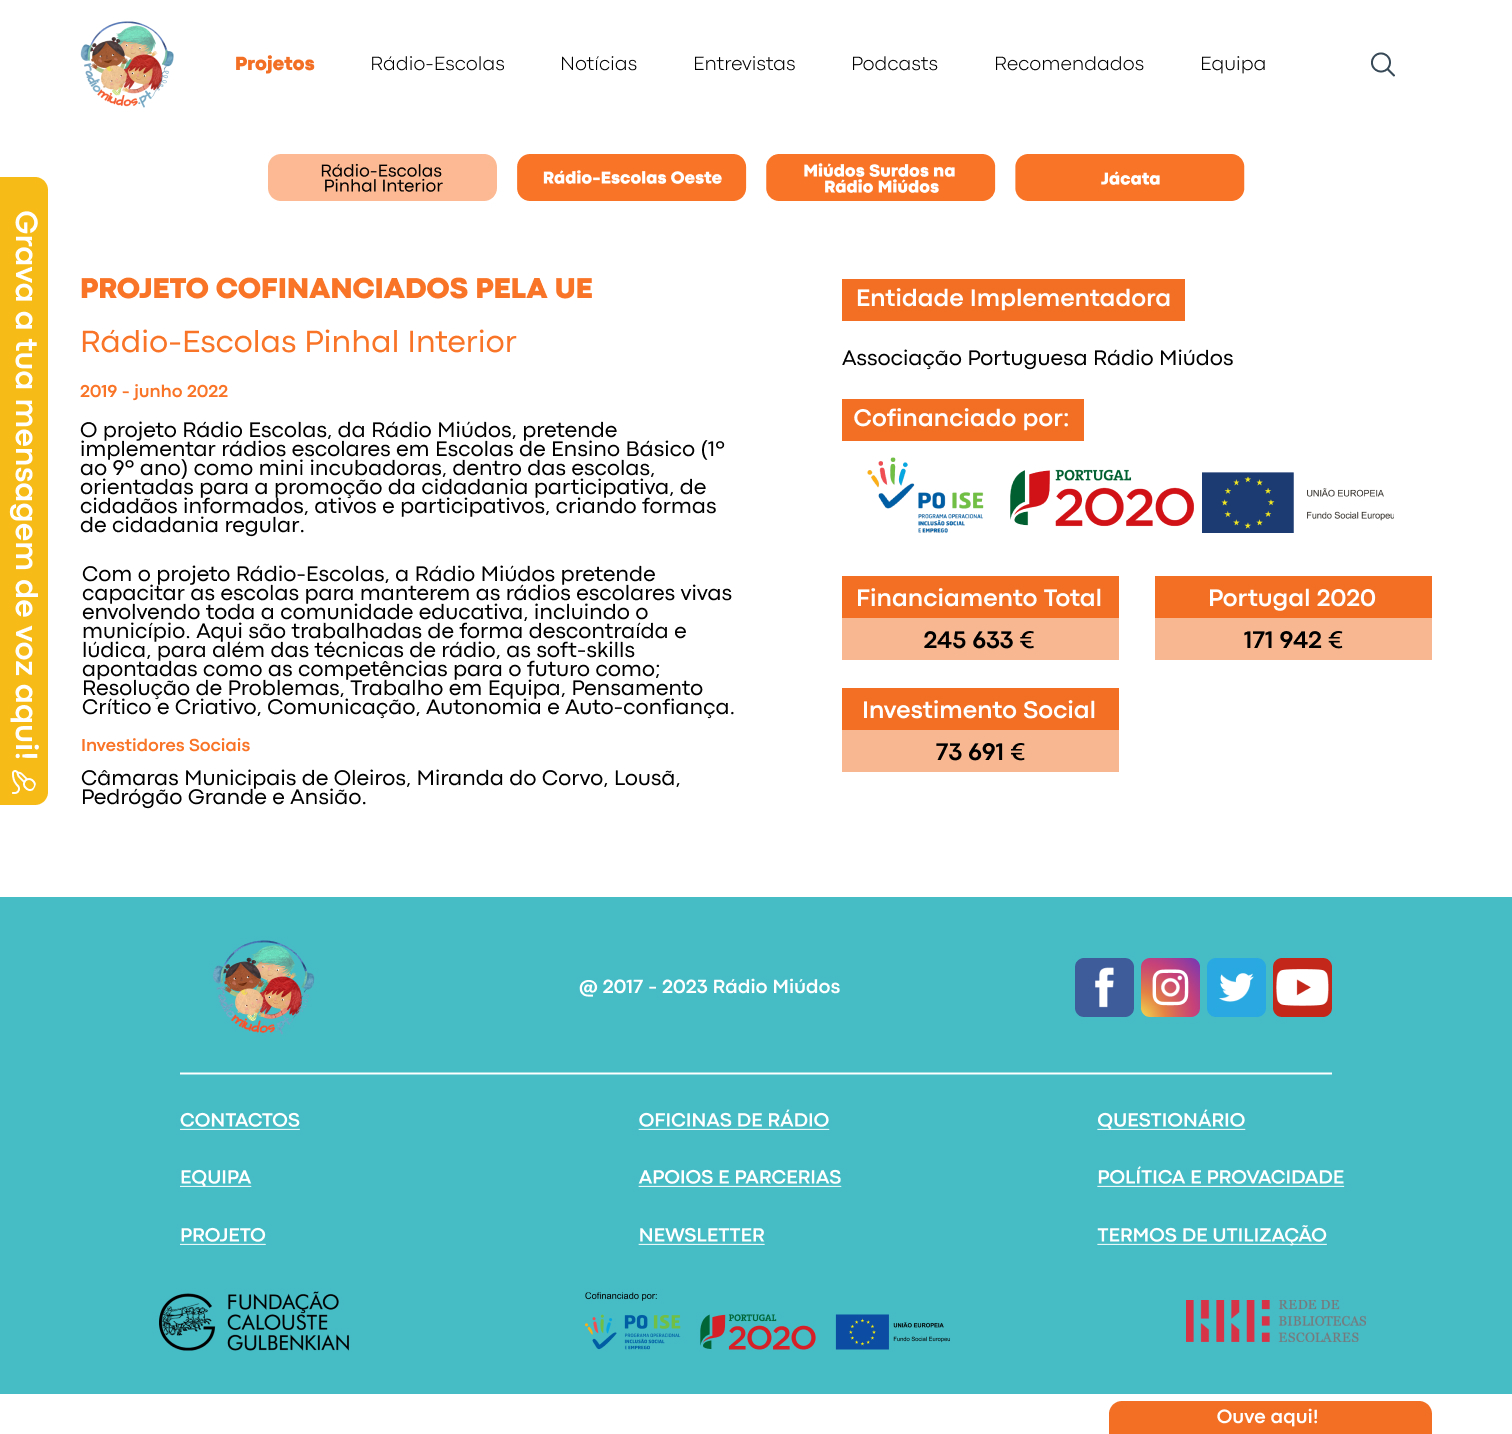 radiomiudos.pt
Projetos
Rádio-Escolas
Notícias
Entrevistas
Podcasts
Recomendados
Equipa
Rádio-Escolas
Pinhal Interior
Rádio-Escolas Oeste
Miúdos Surdos na
Rádio Miúdos
Jácata
Grava a tua mensagem de voz aqui!
PROJETO COFINANCIADOS PELA UE
Rádio-Escolas Pinhal Interior
2019 - junho 2022
O projeto Rádio Escolas, da Rádio Miúdos, pretende
implementar rádios escolares em Escolas de Ensino Básico (1º
ao 9º ano) como mini incubadoras, dentro das escolas,
orientadas para a promoção da cidadania participativa, de
cidadãos informados, ativos e participativos, criando formas
de cidadania regular.
Com o projeto Rádio-Escolas, a Rádio Miúdos pretende
capacitar as escolas para manterem as rádios escolares vivas
envolvendo toda a comunidade educativa, incluindo o
município. Aqui são trabalhadas de forma descontraída e
lúdica, para além das técnicas de rádio, as soft-skills
apontadas como as competências para o futuro como;
Resolução de Problemas, Trabalho em Equipa, Pensamento
Crítico e Criativo, Comunicação, Autonomia e Auto-confiança.
Investidores Sociais
Câmaras Municipais de Oleiros, Miranda do Corvo, Lousã,
Pedrógão Grande e Ansião.
Entidade Implementadora
Associação Portuguesa Rádio Miúdos
Cofinanciado por:
PO ISE
PROGRAMA OPERACIONAL
INCLUSÃO SOCIAL
E EMPREGO
PORTUGAL
2020
UNIÃO EUROPEIA
Fundo Social Europeu
Financiamento Total
245 633 €
Portugal 2020
171 942 €
Investimento Social
73 691 €
miúdos
@ 2017 - 2023 Rádio Miúdos
CONTACTOS
OFICINAS DE RÁDIO
QUESTIONÁRIO
EQUIPA
APOIOS E PARCERIAS
POLÍTICA E PROVACIDADE
PROJETO
NEWSLETTER
TERMOS DE UTILIZAÇÃO
FUNDAÇÃO
CALOUSTE
GULBENKIAN
Cofinanciado por:
PO ISE
PROGRAMA OPERACIONAL
INCLUSÃO SOCIAL
E EMPREGO
PORTUGAL
2020
UNIÃO EUROPEIA
Fundo Social Europeu
REDE DE
BIBLIOTECAS
ESCOLARES
Ouve aqui!